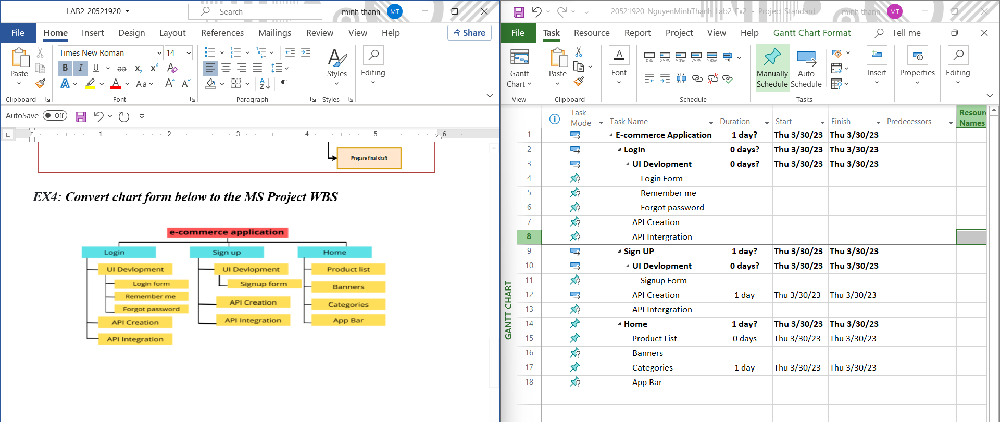 LAB2_20521920
Search
minh thanh
MT
File
Home
Insert
Design
Layout
References
Mailings
Review
View
Help
Share
Times New Roman
14
Paste
B
I
U
ab
x2
x2
A
A
A
Aa
A
A
Styles
Editing
Clipboard
Font
Paragraph
Styles
AutoSave
Off
1 2 3 4 5 6
Prepare final draft
EX4: Convert chart form below to the MS Project WBS
e-commerce application
Login
Sign up
Home
UI Devlopment
UI Devlopment
Product list
Login form
Signup form
Banners
Remember me
API Creation
Categories
Forgot password
API Creation
API Integration
App Bar
API Integration
20521920_NguyenMinhThanh_Lab2_Ex2 - Project Standard
minh thanh
MT
File
Task
Resource
Report
Project
View
Help
Gantt Chart Format
Tell me
Gantt Chart
Paste
Font
0%
25%
50%
75%
100%
Manually Schedule
Auto Schedule
Insert
Properties
Editing
View
Clipboard
Schedule
Tasks
Task Mode
Task Name
Duration
Start
Finish
Predecessors
Resour Names
1 E-commerce Application 1 day? Thu 3/30/23 Thu 3/30/23
2 Login 0 days? Thu 3/30/23 Thu 3/30/23
3 UI Devlopment 0 days? Thu 3/30/23 Thu 3/30/23
4 Login Form
5 Remember me
6 Forgot password
7 API Creation
8 API Intergration
9 Sign UP 1 day? Thu 3/30/23 Thu 3/30/23
10 UI Devlopment 0 days? Thu 3/30/23 Thu 3/30/23
11 Signup Form
12 API Creation 1 day Thu 3/30/23 Thu 3/30/23
13 API Intergration
14 Home 1 day? Thu 3/30/23 Thu 3/30/23
15 Product List 0 days Thu 3/30/23 Thu 3/30/23
16 Banners
17 Categories 1 day Thu 3/30/23 Thu 3/30/23
18 App Bar
GANTT CHART